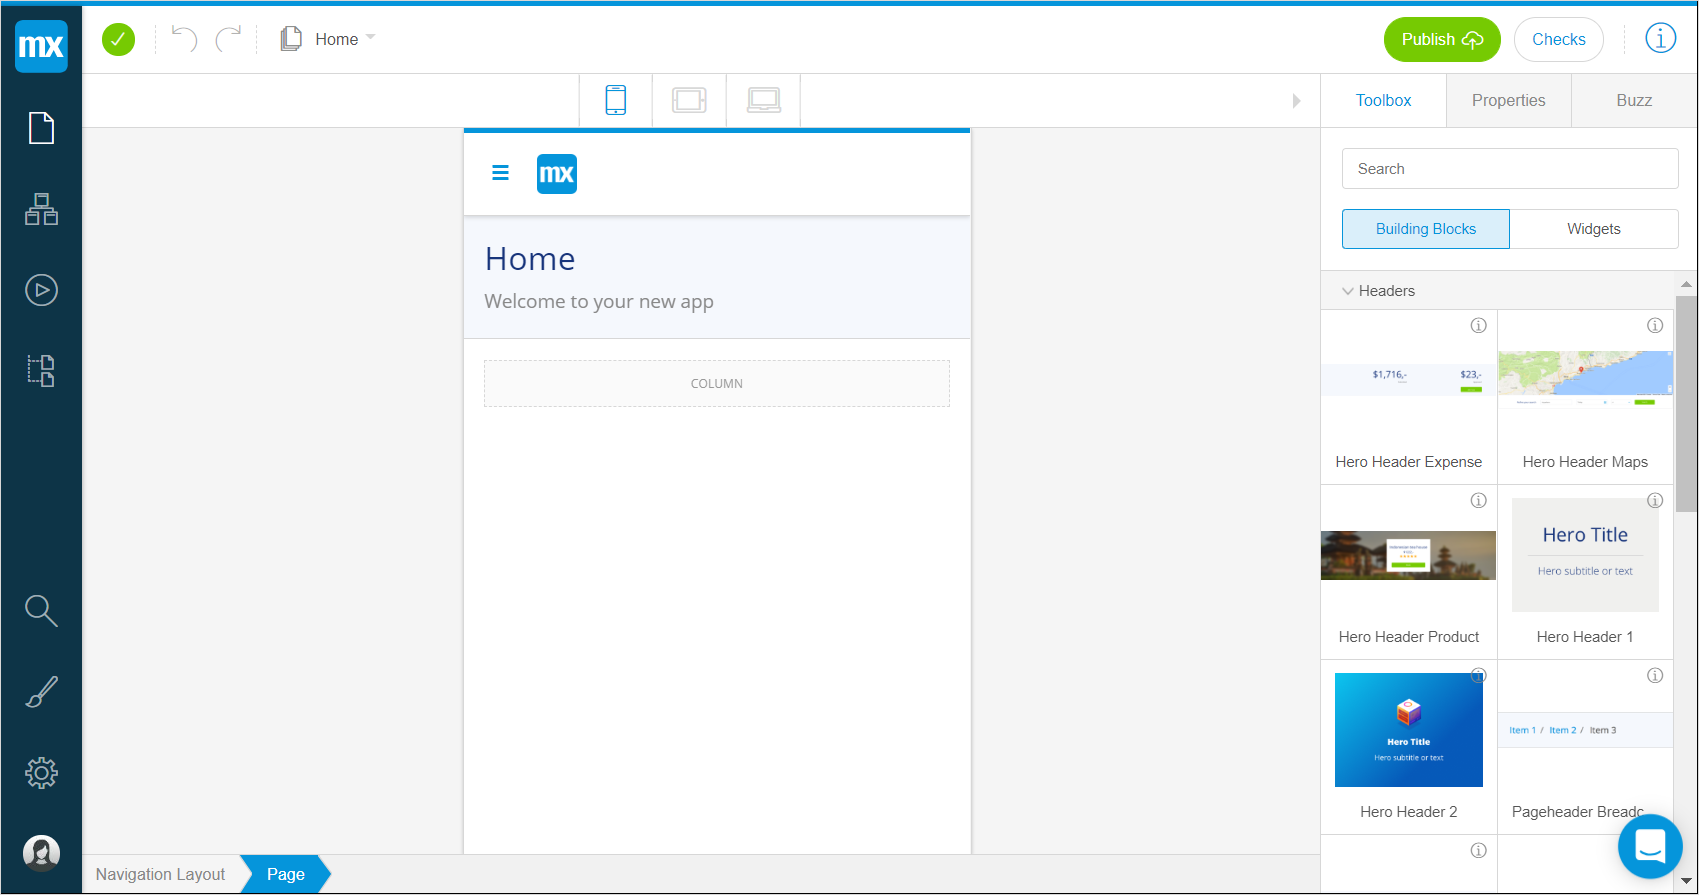 mx
Home
Publish
Checks
Toolbox
Properties
Buzz
mx
Search
Building Blocks
Widgets
Home
Welcome to your new app
COLUMN
Headers
$1,716,-
$23,-
Hero Header Expense
Hero Header Maps
Hero Title
Hero subtitle or text
Hero Header Product
Hero Header 1
Hero Title
Hero subtitle or text
Item 1 / Item 2 / Item 3
Hero Header 2
Pageheader Breadc
Navigation Layout
Page